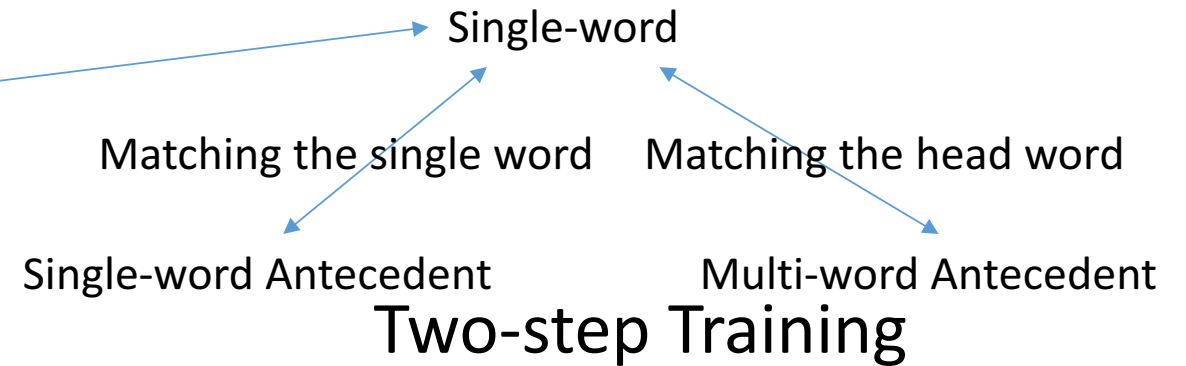 Single-word
Matching the single word
Matching the head word
Single-word Antecedent
Multi-word Antecedent
Two-step Training